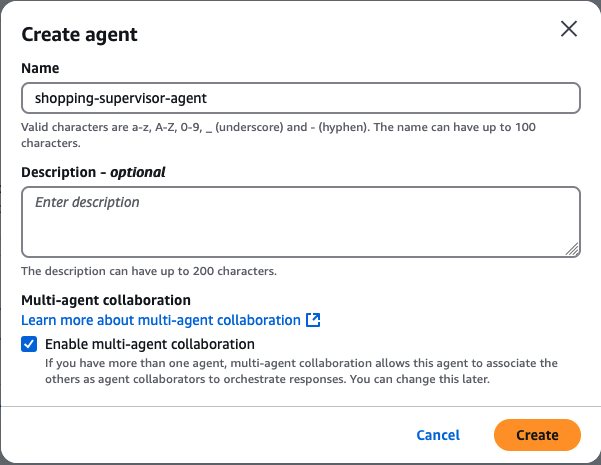 Create agent
Name
shopping-supervisor-agent
Valid characters are a-z, A-Z, 0-9, _ (underscore) and - (hyphen). The name can have up to 100
characters.
Description - optional
Enter description
The description can have up to 200 characters.
Multi-agent collaboration
Learn more about multi-agent collaboration
Enable multi-agent collaboration
If you have more than one agent, multi-agent collaboration allows this agent to associate the
others as agent collaborators to orchestrate responses. You can change this later.
Cancel Create